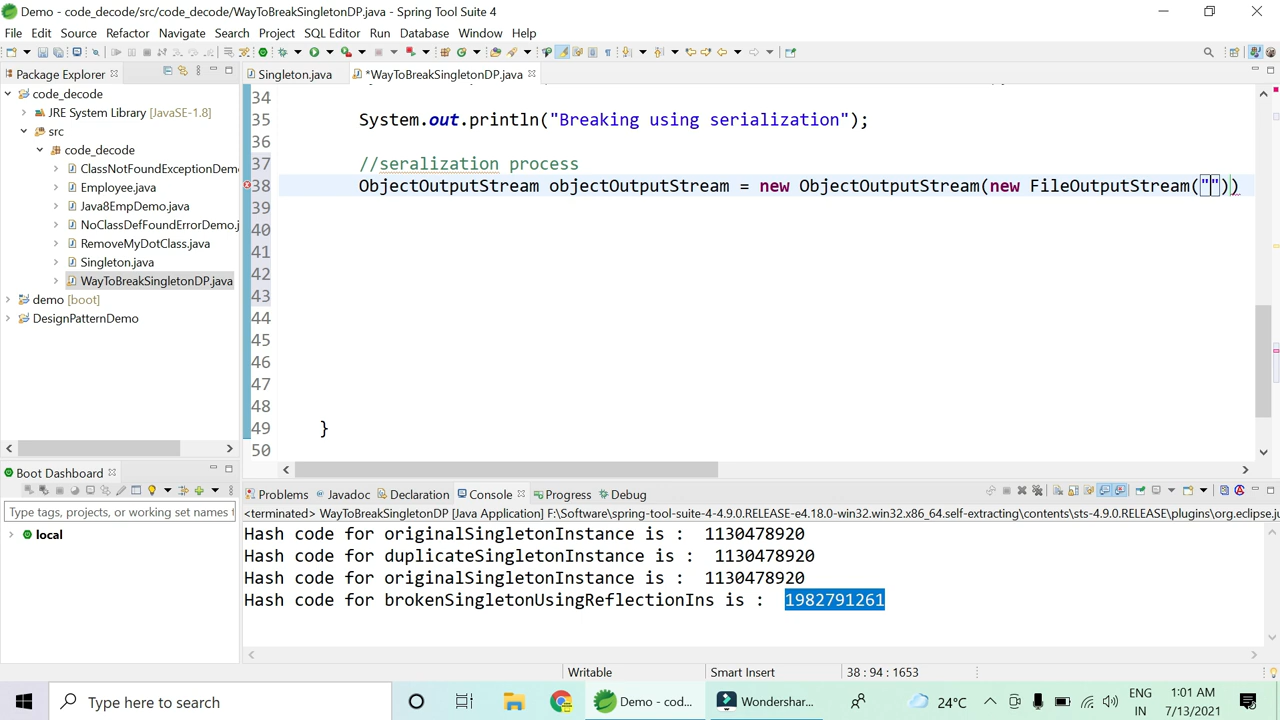 Demo - code_decode/src/code_decode/WayToBreakSingletonDP.java - Spring Tool Suite 4
File Edit Source Refactor Navigate Search Project SQL Editor Run Database Window Help
Package Explorer
Singleton.java
*WayToBreakSingletonDP.java
code_decode
JRE System Library [JavaSE-1.8]
src
code_decode
ClassNotFoundExceptionDemo
Employee.java
Java8EmpDemo.java
NoClassDefFoundErrorDemo.j
RemoveMyDotClass.java
Singleton.java
WayToBreakSingletonDP.java
demo [boot]
DesignPatternDemo
34
35 System.out.println("Breaking using serialization");
36
37 //seralization process
38 ObjectOutputStream objectOutputStream = new ObjectOutputStream(new FileOutputStream(""))
39
40
41
42
43
44
45
46
47
48
49 }
50
Boot Dashboard
Type tags, projects, or working set names t
local
Problems Javadoc Declaration Console Progress Debug
<terminated> WayToBreakSingletonDP [Java Application] F:\Software\spring-tool-suite-4-4.9.0.RELEASE-e4.18.0-win32.win32.x86_64.self-extracting\contents\sts-4.9.0.RELEASE\plugins\org.eclipse.ju
Hash code for originalSingletonInstance is : 1130478920
Hash code for duplicateSingletonInstance is : 1130478920
Hash code for originalSingletonInstance is : 1130478920
Hash code for brokenSingletonUsingReflectionIns is : 1982791261
Writable Smart Insert 38 : 94 : 1653
Type here to search
Demo - cod...
Wondershar...
24°C
ENG
IN
1:01 AM
7/13/2021